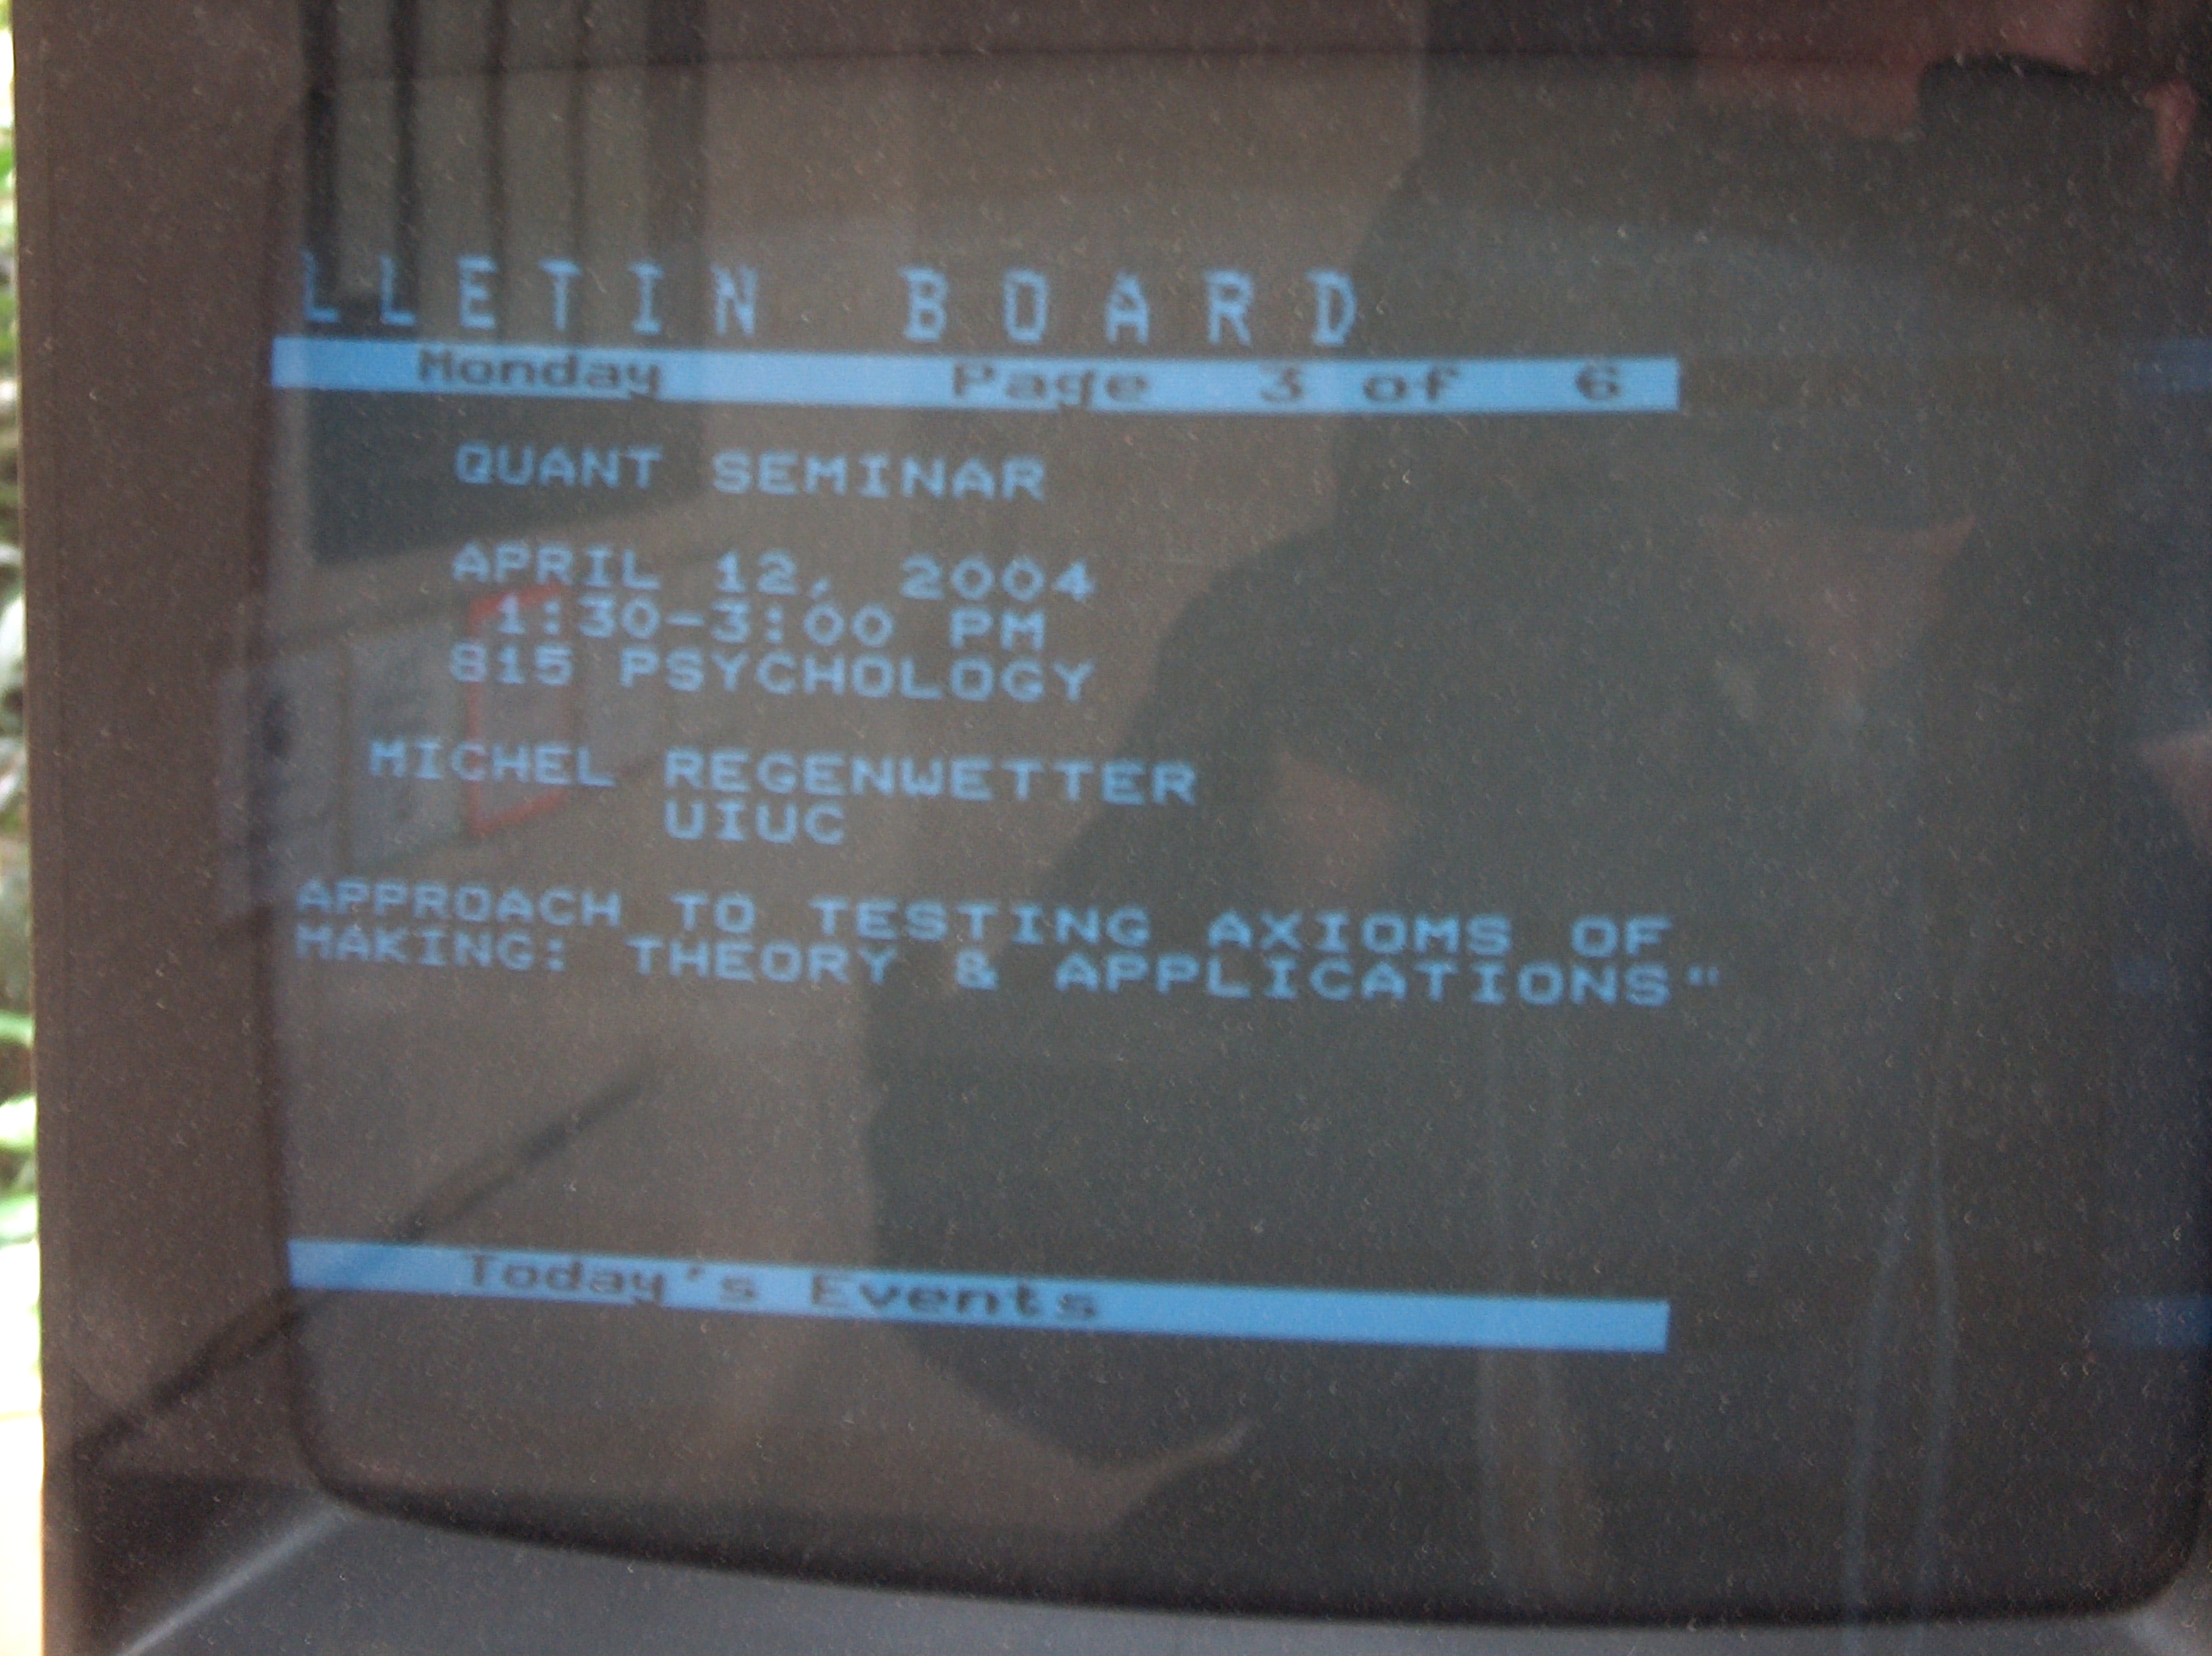 LLETIN BOARD
Monday Page 3 of 6
QUANT SEMINAR
APRIL 12, 2004
1:30-3:00 PM
815 PSYCHOLOGY
MICHEL REGENWETTER
UIUC
APPROACH TO TESTING AXIOMS OF
MAKING: THEORY & APPLICATIONS"
Today's Events